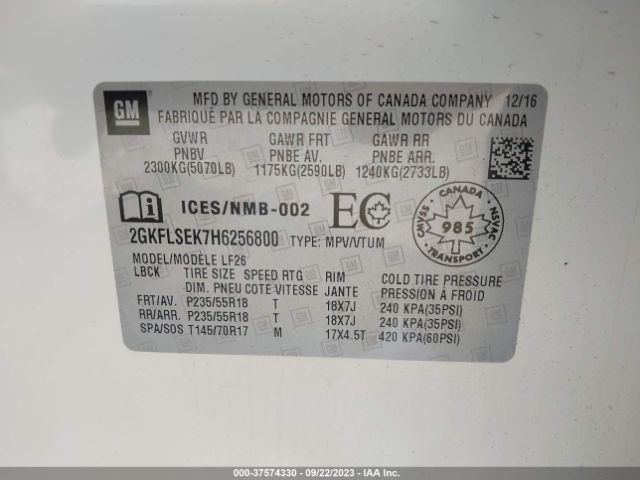 GM
MFD BY GENERAL MOTORS OF CANADA COMPANY 12/16
FABRIQUÉ PAR LA COMPAGNIE GENERAL MOTORS DU CANADA
GVWR GAWR FRT GAWR RR
PNBV PNBE AV. PNBE ARR.
2300KG(5070LB) 1175KG(2590LB) 1240KG(2733LB)
ICES/NMB-002 EC
CANADA
CMVSS 985 NSVAC
TRANSPORT
2GKFLSEK7H6256800 TYPE: MPV/VTUM
MODEL/MODÈLE LF26
LBCK TIRE SIZE SPEED RTG RIM COLD TIRE PRESSURE
DIM. PNEU COTE VITESSE JANTE PRESSION À FROID
FRT/AV. P235/55R18 T 18X7J 240 KPA(35PSI)
RR/ARR. P235/55R18 T 18X7J 240 KPA(35PSI)
SPA/SOS T145/70R17 M 17X4.5T 420 KPA(60PSI)
000-37574330 - 09/22/2023 - IAA Inc.